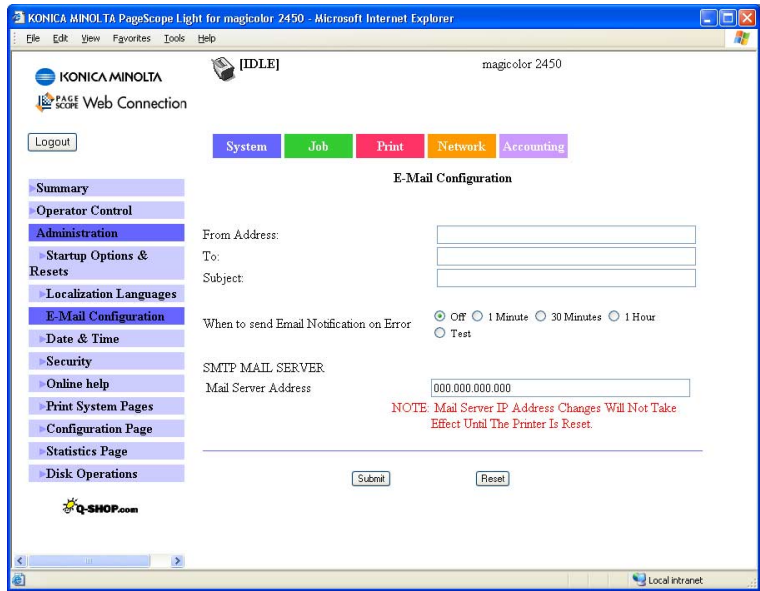 KONICA MINOLTA PageScope Light for magicolor 2450 - Microsoft Internet Explorer
File Edit View Favorites Tools Help
KONICA MINOLTA
[IDLE]
magicolor 2450
PAGE SCOPE Web Connection
Logout
System Job Print Network Accounting
E-Mail Configuration
Summary
Operator Control
Administration
Startup Options & Resets
Localization Languages
E-Mail Configuration
Date & Time
Security
Online help
Print System Pages
Configuration Page
Statistics Page
Disk Operations
Q-SHOP.com
From Address:
To:
Subject:
When to send Email Notification on Error
Off 1 Minute 30 Minutes 1 Hour
Test
SMTP MAIL SERVER
Mail Server Address
000.000.000.000
NOTE: Mail Server IP Address Changes Will Not Take
Effect Until The Printer Is Reset.
Submit Reset
Local intranet